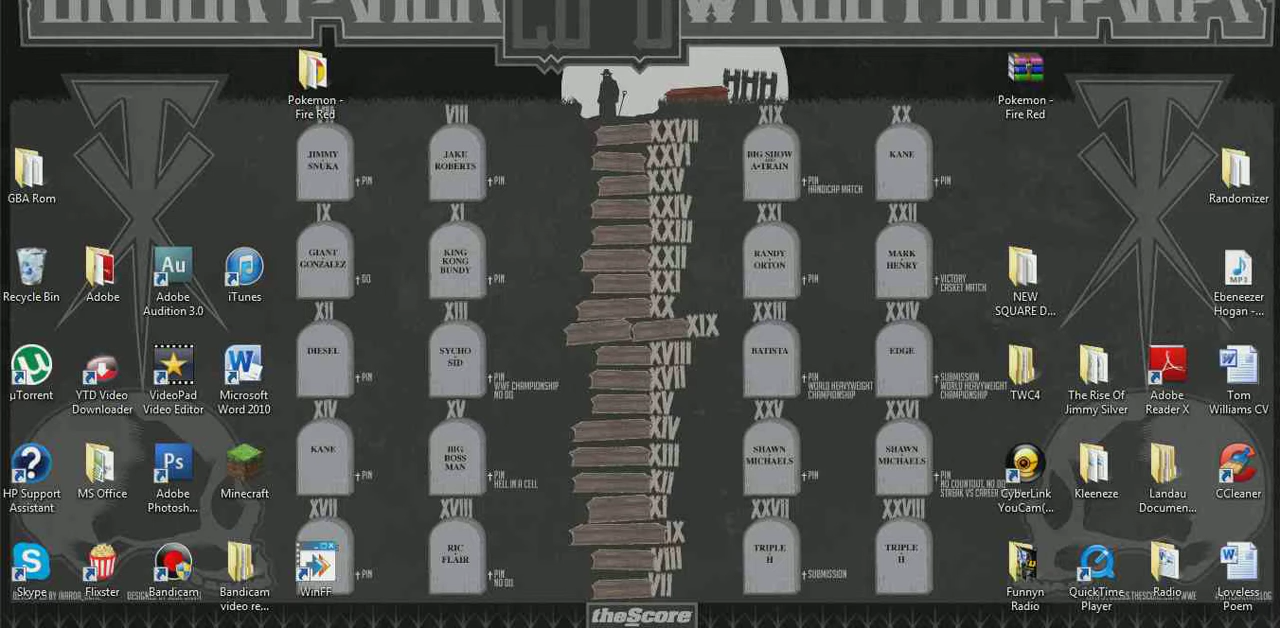 Pokemon -
Fire Red
Pokemon -
Fire Red
VIII
XIX
XX
JIMMY
SNUKA
PIN
JAKE
ROBERTS
PIN
BIG SHOW
A-TRAIN
PIN
HANDICAP MATCH
KANE
PIN
GBA Rom
Randomizer
IX
XI
XXI
XXII
GIANT
GONZALEZ
DQ
KING
KONG
BUNDY
PIN
RANDY
ORTON
PIN
MARK
HENRY
VICTORY
CASKET MATCH
Recycle Bin
Adobe
Au
Adobe
Audition 3.0
iTunes
NEW
SQUARE D...
MP3
Ebeneezer
Hogan -...
XII
XIII
XXIII
XXIV
DIESEL
PIN
SYCHO
SID
PIN
WWF CHAMPIONSHIP
NO DQ
BATISTA
PIN
WORLD HEAVYWEIGHT
CHAMPIONSHIP
EDGE
SUBMISSION
WORLD HEAVYWEIGHT
CHAMPIONSHIP
µTorrent
YTD Video
Downloader
VideoPad
Video Editor
Microsoft
Word 2010
TWC4
The Rise Of
Jimmy Silver
Adobe
Reader X
Tom
Williams CV
XIV
XV
XXV
XXVI
KANE
PIN
BIG
BOSS
MAN
PIN
HELL IN A CELL
SHAWN
MICHAELS
PIN
SHAWN
MICHAELS
PIN
NO COUNTOUT, NO DQ
STREAK VS CAREER
HP Support
Assistant
MS Office
Ps
Adobe
Photosh...
Minecraft
CyberLink
YouCam(...
Kleeneze
Landau
Documen...
CCleaner
XVII
XVIII
XXVII
XXVIII
PIN
RIC
FLAIR
PIN
NO DQ
TRIPLE
H
SUBMISSION
TRIPLE
H
Skype
Flixster
Bandicam
Bandicam
video re...
WinFF
Funnyn
Radio
QuickTime
Player
Radio
Loveless
Poem
HHH
XXVII
XXVI
XXV
XXIV
XXIII
XXII
XXI
XX
XIX
XVIII
XVII
XV
XIV
XIII
XII
XI
IX
VIII
VII
theScore